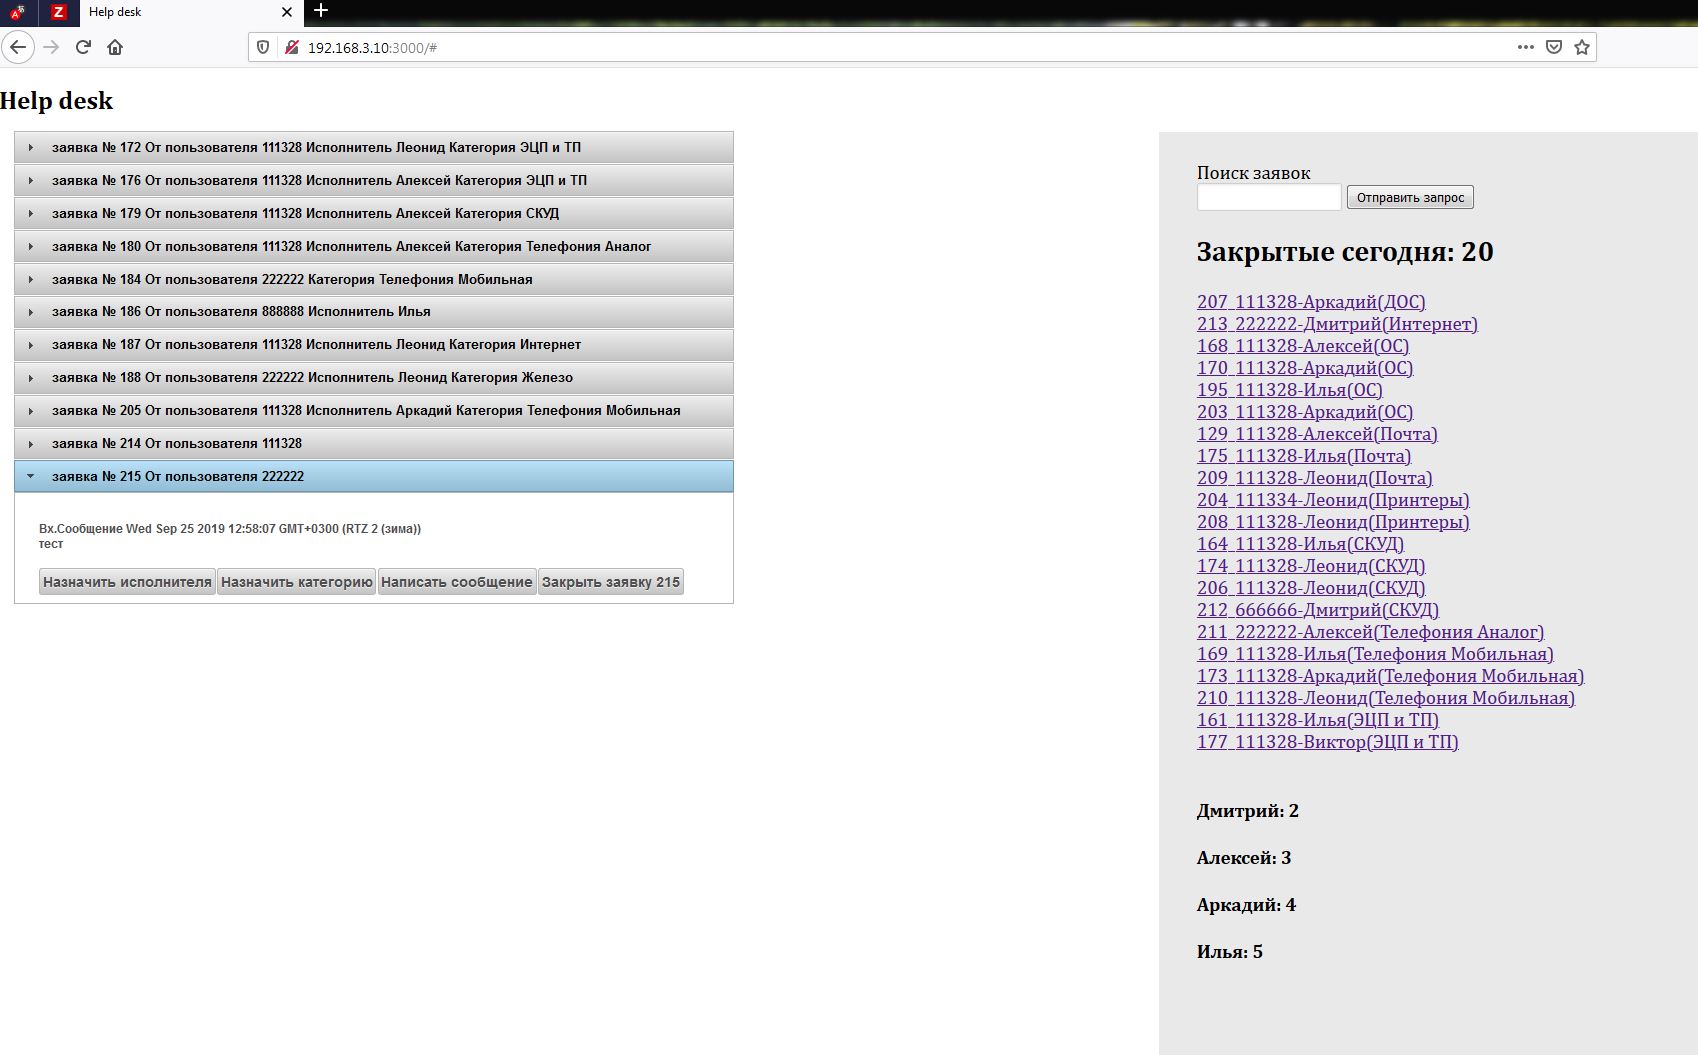 Help desk
192.168.3.10:3000/#
Help desk
заявка № 172 От пользователя 111328 Исполнитель Леонид Категория ЭЦП и ТП
заявка № 176 От пользователя 111328 Исполнитель Алексей Категория ЭЦП и ТП
заявка № 179 От пользователя 111328 Исполнитель Алексей Категория СКУД
заявка № 180 От пользователя 111328 Исполнитель Алексей Категория Телефония Аналог
заявка № 184 От пользователя 222222 Категория Телефония Мобильная
заявка № 186 От пользователя 888888 Исполнитель Илья
заявка № 187 От пользователя 111328 Исполнитель Леонид Категория Интернет
заявка № 188 От пользователя 222222 Исполнитель Леонид Категория Железо
заявка № 205 От пользователя 111328 Исполнитель Аркадий Категория Телефония Мобильная
заявка № 214 От пользователя 111328
заявка № 215 От пользователя 222222
Вх.Сообщение Wed Sep 25 2019 12:58:07 GMT+0300 (RTZ 2 (зима))
тест
Назначить исполнителя Назначить категорию Написать сообщение Закрыть заявку 215
Поиск заявок
Отправить запрос
Закрытые сегодня: 20
207_111328-Аркадий(ДОС)
213_222222-Дмитрий(Интернет)
168_111328-Алексей(ОС)
170_111328-Аркадий(ОС)
195_111328-Илья(ОС)
203_111328-Аркадий(ОС)
129_111328-Алексей(Почта)
175_111328-Илья(Почта)
209_111328-Леонид(Почта)
204_111334-Леонид(Принтеры)
208_111328-Леонид(Принтеры)
164_111328-Илья(СКУД)
174_111328-Леонид(СКУД)
206_111328-Леонид(СКУД)
212_666666-Дмитрий(СКУД)
211_222222-Алексей(Телефония Аналог)
169_111328-Илья(Телефония Мобильная)
173_111328-Аркадий(Телефония Мобильная)
210_111328-Леонид(Телефония Мобильная)
161_111328-Илья(ЭЦП и ТП)
177_111328-Виктор(ЭЦП и ТП)
Дмитрий: 2
Алексей: 3
Аркадий: 4
Илья: 5